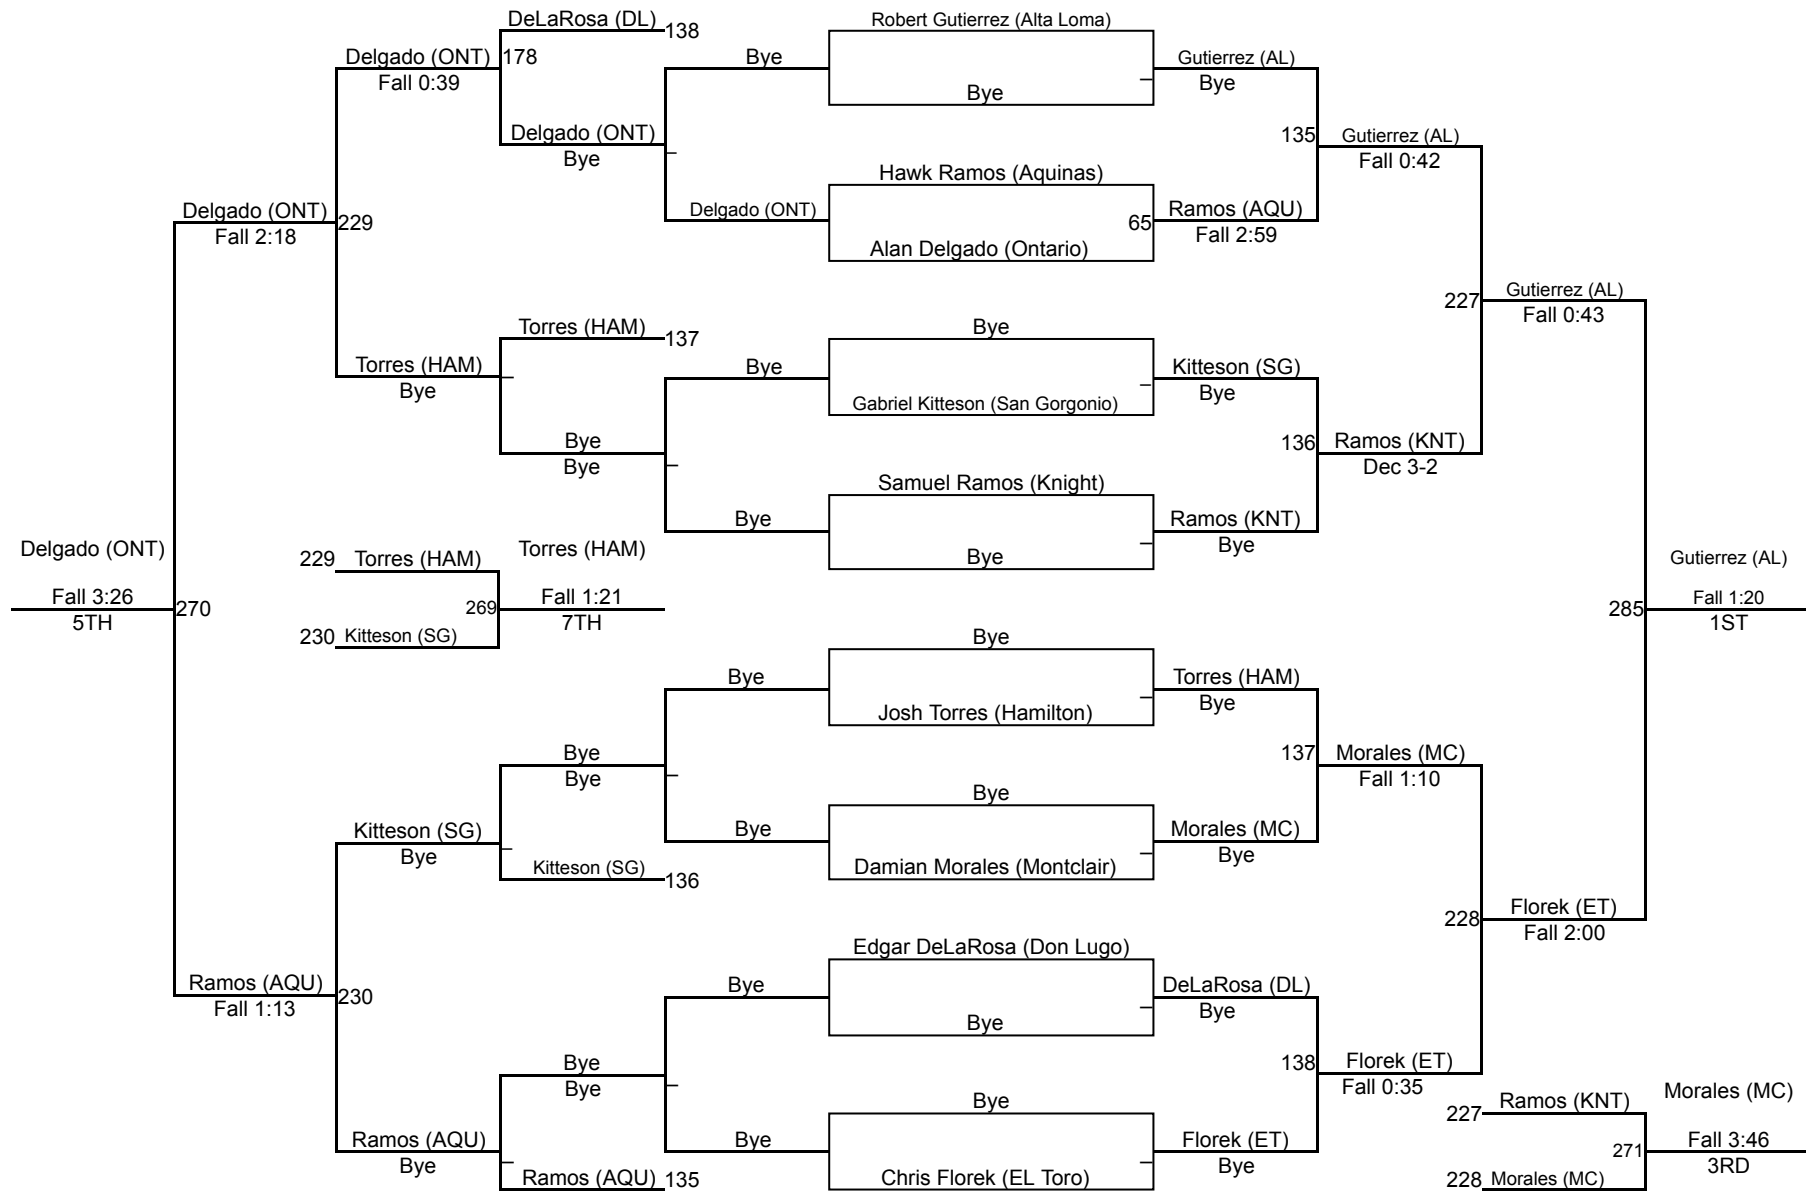 DeLaRosa (DL)
138
Robert Gutierrez (Alta Loma)
Delgado (ONT)
178
Bye
Gutierrez (AL)
Fall 0:39
Bye
Bye
Delgado (ONT)
Bye
135
Gutierrez (AL)
Fall 0:42
Hawk Ramos (Aquinas)
Delgado (ONT)
229
Fall 2:18
Delgado (ONT)
65
Ramos (AQU)
Fall 2:59
Alan Delgado (Ontario)
227
Gutierrez (AL)
Fall 0:43
Torres (HAM)
137
Bye
Torres (HAM)
Bye
Bye
Kitteson (SG)
Bye
Gabriel Kitteson (San Gorgonio)
Bye
Bye
136
Ramos (KNT)
Dec 3-2
Samuel Ramos (Knight)
Bye
Ramos (KNT)
Bye
Bye
Delgado (ONT)
Fall 3:26
5TH
270
229
Torres (HAM)
230
Kitteson (SG)
269
Torres (HAM)
Fall 1:21
7TH
285
Gutierrez (AL)
Fall 1:20
1ST
Bye
Bye
Torres (HAM)
Bye
Josh Torres (Hamilton)
Bye
Bye
137
Morales (MC)
Fall 1:10
Bye
Kitteson (SG)
Bye
Bye
Morales (MC)
Bye
Damian Morales (Montclair)
Kitteson (SG)
136
228
Florek (ET)
Fall 2:00
Edgar DeLaRosa (Don Lugo)
Ramos (AQU)
Fall 1:13
230
Bye
DeLaRosa (DL)
Bye
Bye
Bye
Bye
138
Florek (ET)
Fall 0:35
Bye
Ramos (AQU)
Bye
Bye
Florek (ET)
Bye
Chris Florek (EL Toro)
Ramos (AQU)
135
227
Ramos (KNT)
228
Morales (MC)
271
Morales (MC)
Fall 3:46
3RD